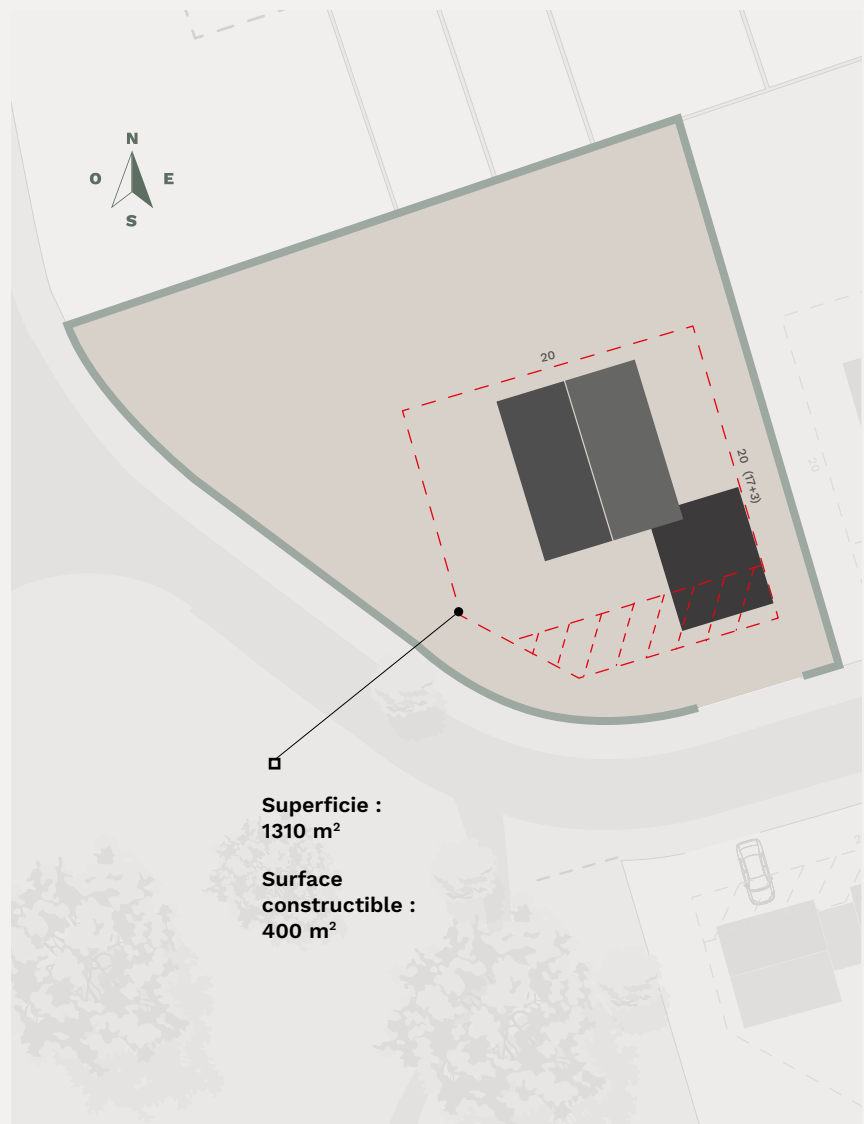 N
O E
S
20
20 (17+3)
20
Superficie :
1310 m²
Surface
constructible :
400 m²